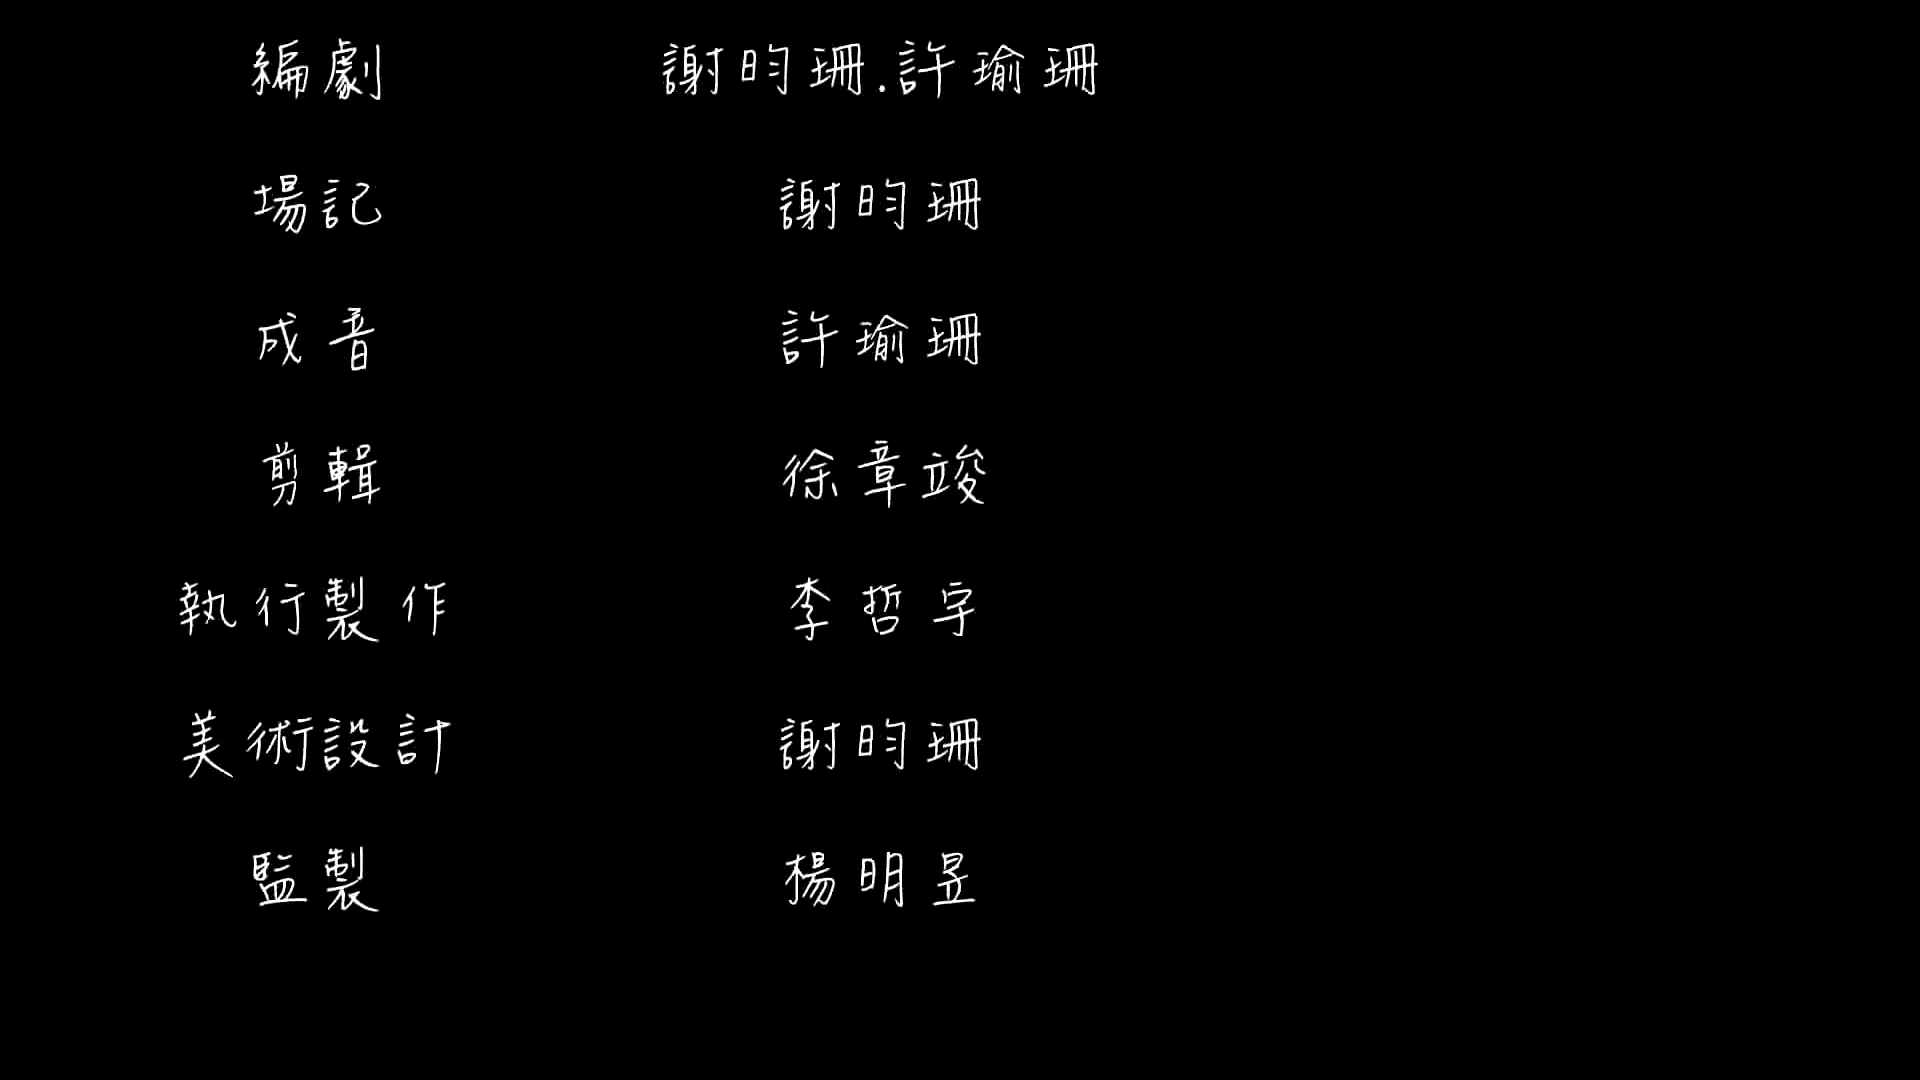 編劇 謝昀珊.許瑜珊
場記 謝昀珊
成音 許瑜珊
剪輯 徐章竣
執行製作 李哲宇
美術設計 謝昀珊
監製 楊明昱